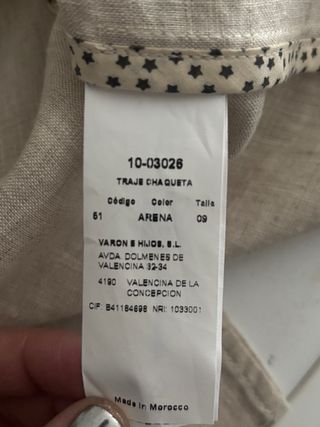 10-03026
TRAJE CHAQUETA
Código Color Talla
51 ARENA 09
VARON E HIJOS, S.L.
AVDA. DOLMENES DE
VALENCINA 32-34
4190 VALENCINA DE LA
CONCEPCION
CIF: B41164698 NRI: 1033001
Made in Morocco